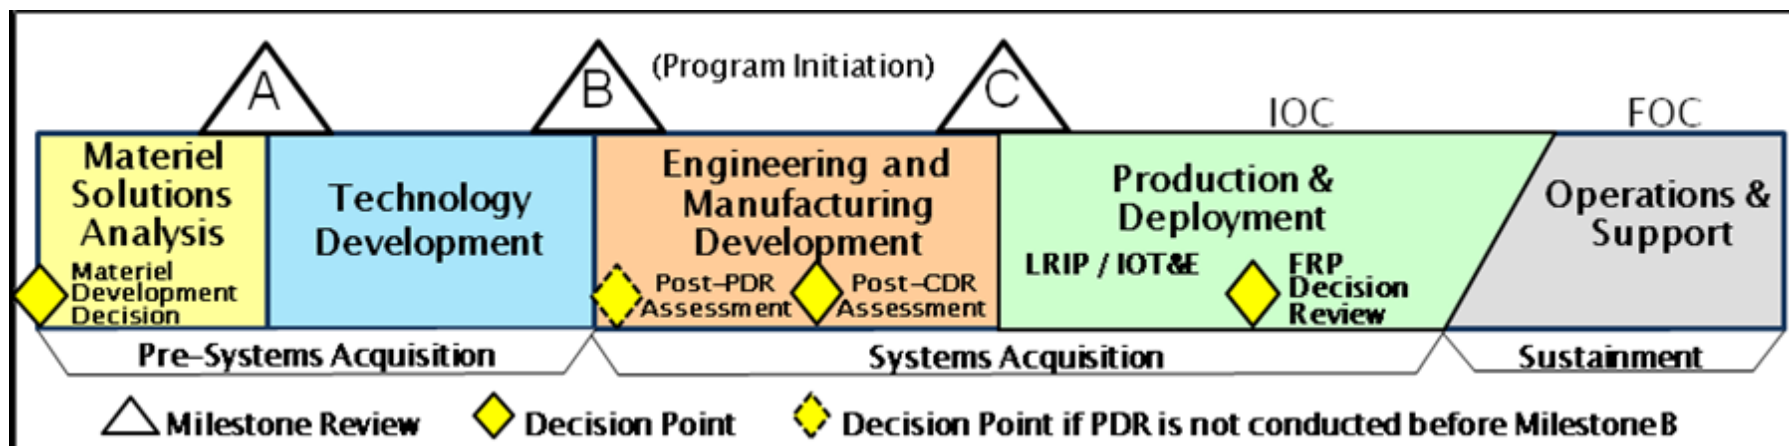 A
B
(Program Initiation)
C
IOC
FOC
Materiel
Solutions
Analysis
Materiel
Development
Decision
Technology
Development
Engineering and
Manufacturing
Development
Post-PDR
Assessment
Post-CDR
Assessment
Production &
Deployment
LRIP / IOT&E
FRP
Decision
Review
Operations &
Support
Pre-Systems Acquisition
Systems Acquisition
Sustainment
Milestone Review
Decision Point
Decision Point if PDR is not conducted before Milestone B